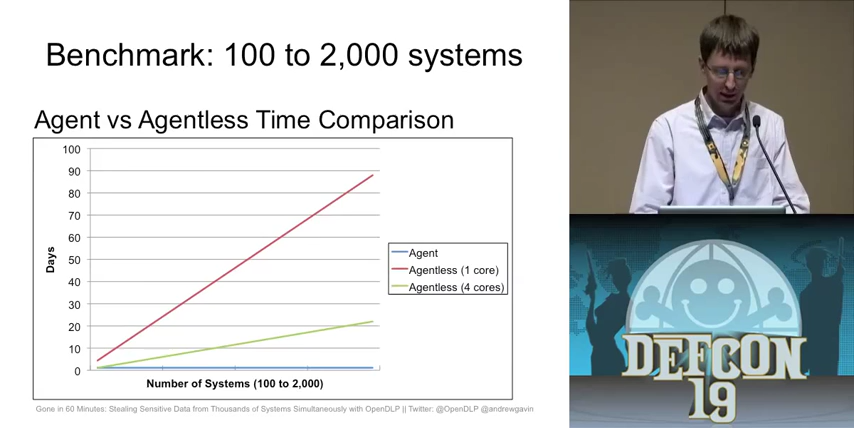 Benchmark: 100 to 2,000 systems
Agent vs Agentless Time Comparison
100
90
80
70
60
50
40
30
20
10
0
Days
Number of Systems (100 to 2,000)
Agent
Agentless (1 core)
Agentless (4 cores)
Gone in 60 Minutes: Stealing Sensitive Data from Thousands of Systems Simultaneously with OpenDLP || Twitter: @OpenDLP @andrewgavin
DEFCON
19